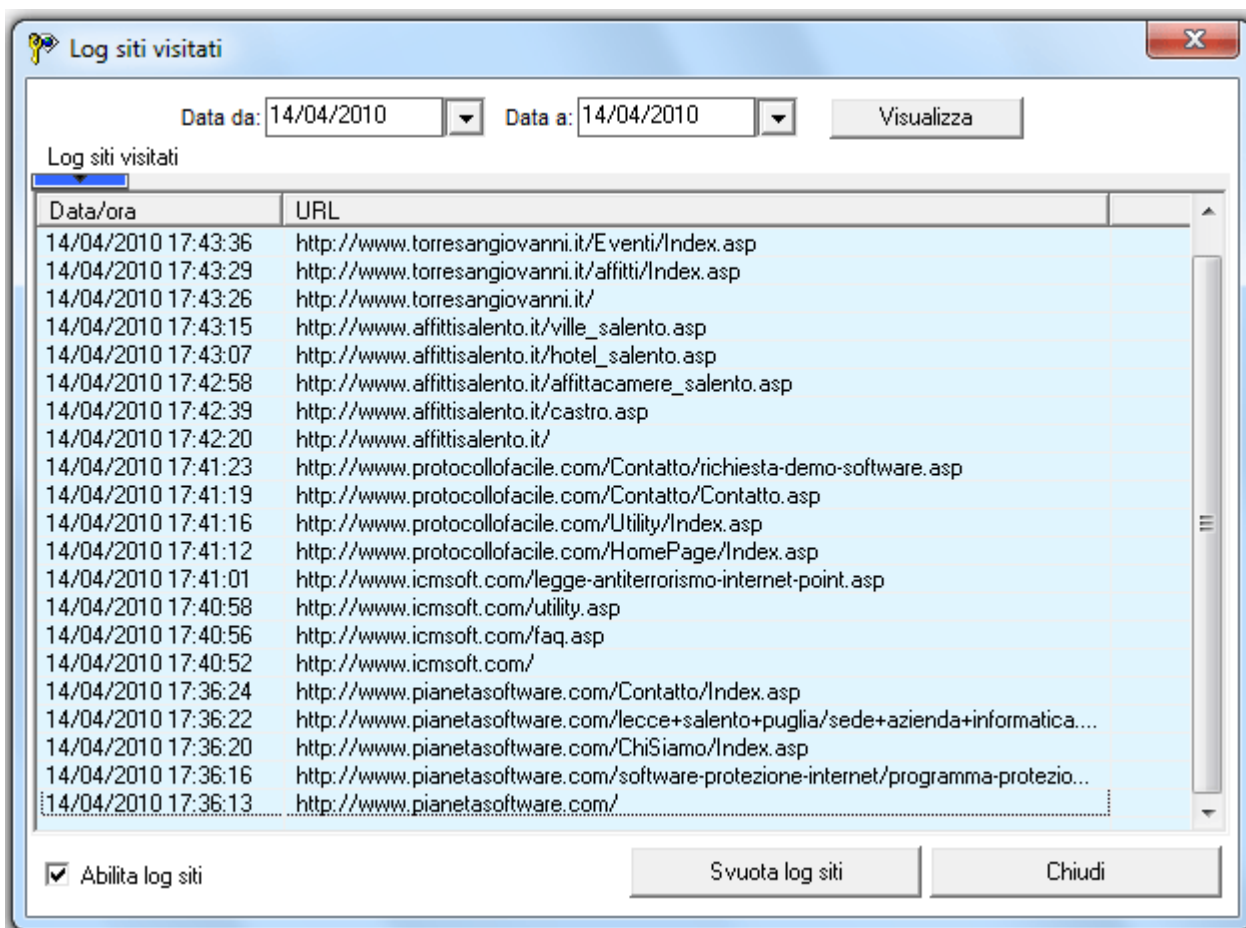 Log siti visitati
Data da: 14/04/2010 Data a: 14/04/2010 Visualizza
Log siti visitati
Data/ora URL
14/04/2010 17:43:36 http://www.torresangiovanni.it/Eventi/Index.asp
14/04/2010 17:43:29 http://www.torresangiovanni.it/affitti/Index.asp
14/04/2010 17:43:26 http://www.torresangiovanni.it/
14/04/2010 17:43:15 http://www.affittisalento.it/ville_salento.asp
14/04/2010 17:43:07 http://www.affittisalento.it/hotel_salento.asp
14/04/2010 17:42:58 http://www.affittisalento.it/affittacamere_salento.asp
14/04/2010 17:42:39 http://www.affittisalento.it/castro.asp
14/04/2010 17:42:20 http://www.affittisalento.it/
14/04/2010 17:41:23 http://www.protocollofacile.com/Contatto/richiesta-demo-software.asp
14/04/2010 17:41:19 http://www.protocollofacile.com/Contatto/Contatto.asp
14/04/2010 17:41:16 http://www.protocollofacile.com/Utility/Index.asp
14/04/2010 17:41:12 http://www.protocollofacile.com/HomePage/Index.asp
14/04/2010 17:41:01 http://www.icmsoft.com/legge-antiterrorismo-internet-point.asp
14/04/2010 17:40:58 http://www.icmsoft.com/utility.asp
14/04/2010 17:40:56 http://www.icmsoft.com/faq.asp
14/04/2010 17:40:52 http://www.icmsoft.com/
14/04/2010 17:36:24 http://www.pianetasoftware.com/Contatto/Index.asp
14/04/2010 17:36:22 http://www.pianetasoftware.com/lecce+salento+puglia/sede+azienda+informatica....
14/04/2010 17:36:20 http://www.pianetasoftware.com/ChiSiamo/Index.asp
14/04/2010 17:36:16 http://www.pianetasoftware.com/software-protezione-internet/programma-protezio...
14/04/2010 17:36:13 http://www.pianetasoftware.com/
Abilita log siti Svuota log siti Chiudi